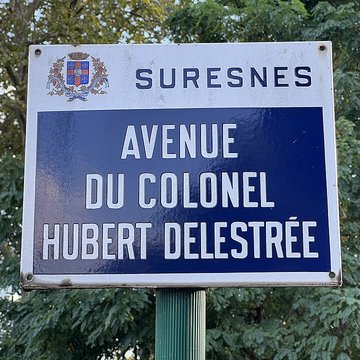 SURESNES
AVENUE
DU COLONEL
HUBERT DELESTRÉE